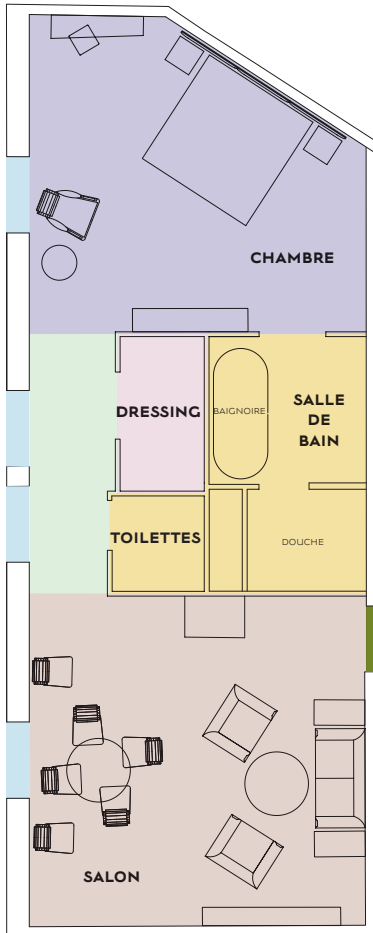 CHAMBRE
DRESSING
BAIGNOIRE
SALLE
DE
BAIN
TOILETTES
DOUCHE
SALON